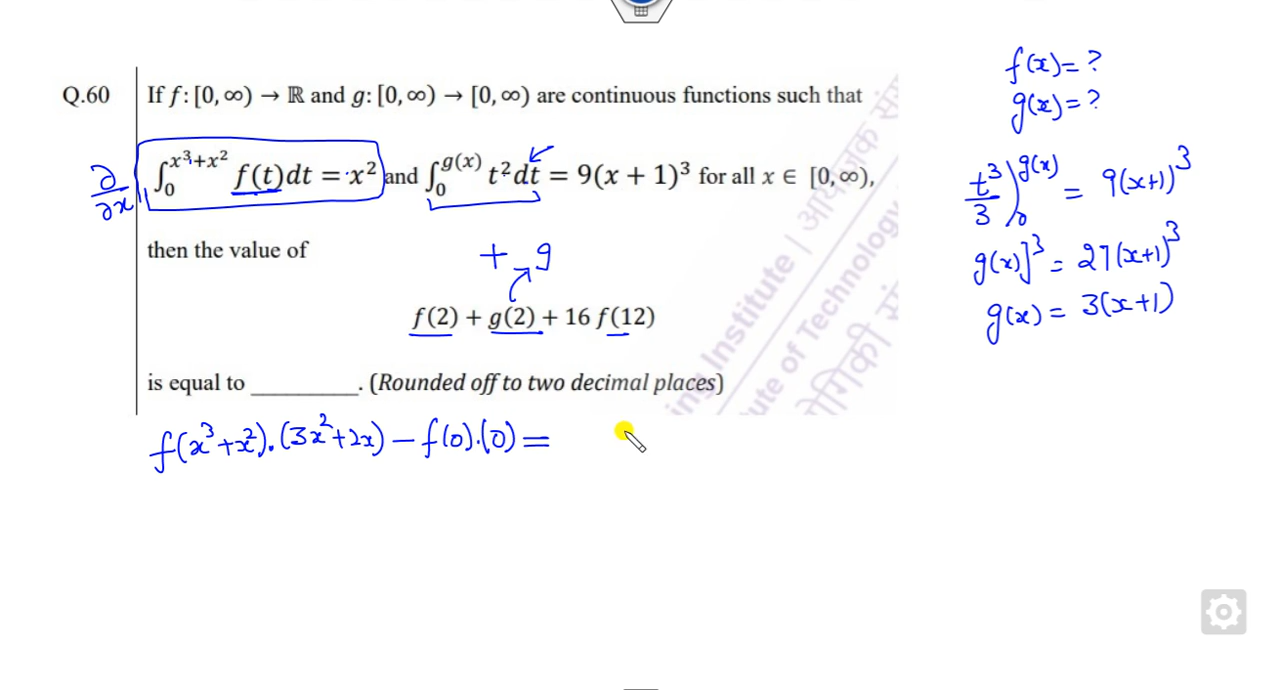 Q.60 If f: [0, ∞) → ℝ and g: [0, ∞) → [0, ∞) are continuous functions such that
∂/∂x ∫₀^(x³+x²) f(t)dt = x² and ∫₀^g(x) t²dt = 9(x + 1)³ for all x ∈ [0, ∞),
then the value of
+ g
f(2) + g(2) + 16 f(12)
is equal to ________. (Rounded off to two decimal places)
f(x³+x²).(3x²+2x) − f(0).(0) =
f(x)= ?
g(x)= ?
t³/3 )₀^g(x) = 9(x+1)³
g(x)]³ = 27(x+1)³
g(x) = 3(x+1)